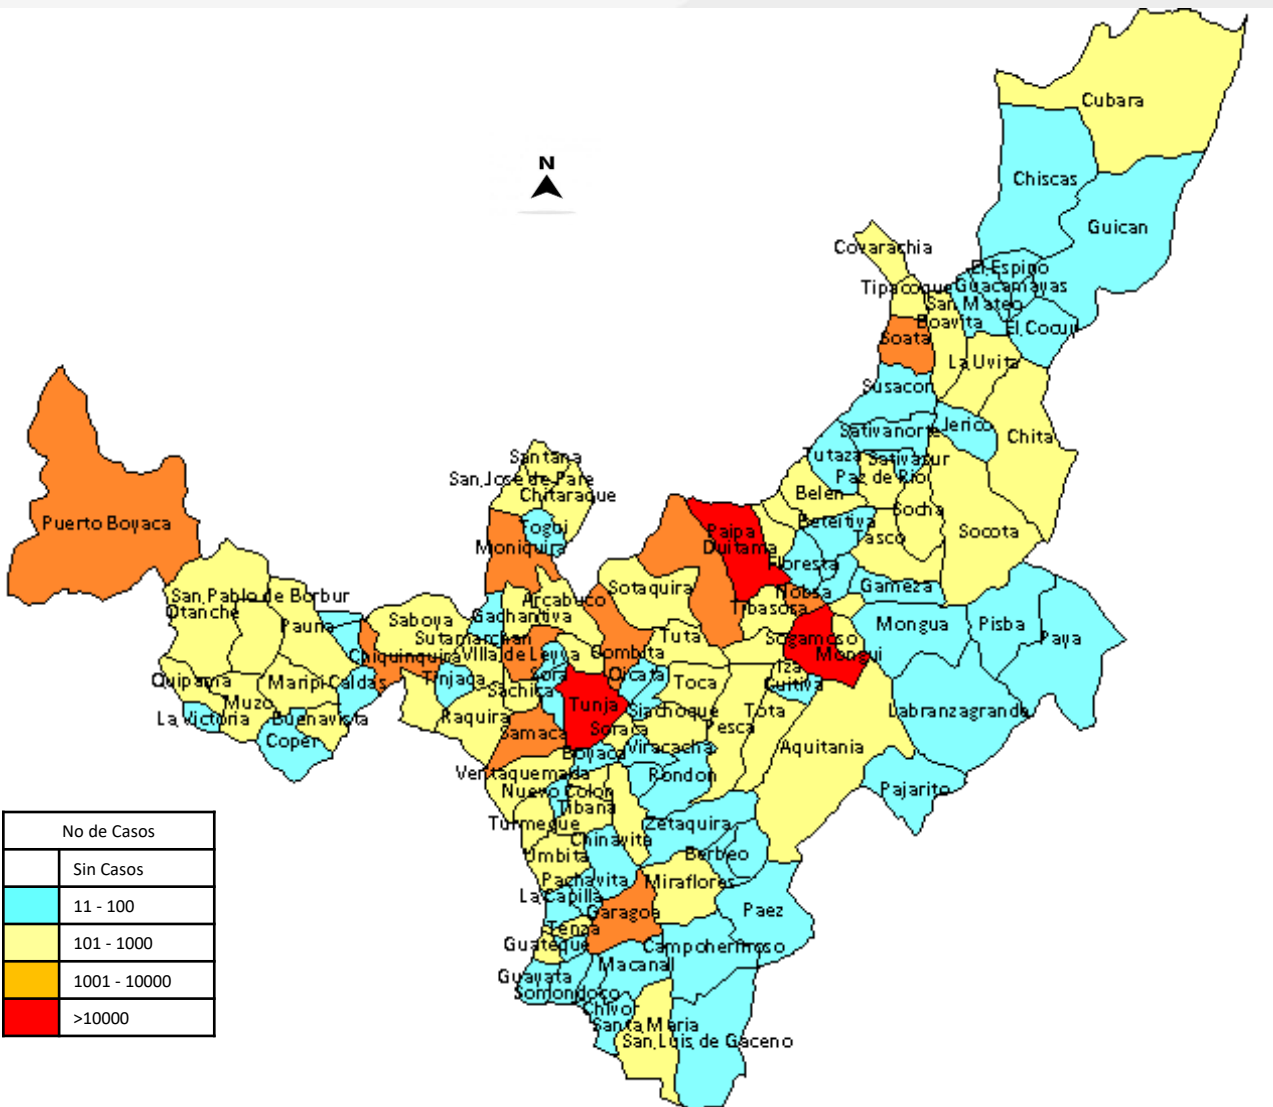 Cubara
N
Chiscas
Guican
Covarachia
El Espino
Tipacoque
Guacamayas
San Mateo
Boavita
El Cocuy
Soata
La Uvita
Susacon
Sativanorte
Jerico
Chita
Tutaza
Sativasur
Paz de Rio
Santana
San Jose de Pare
Chitaraque
Belen
Socha
Togui
Puerto Boyaca
Paipa
Beteitiva
Tasco
Socota
Moniquira
Duitama
Floresta
Gameza
San Pablo de Borbur
Otanche
Sotaquira
Nobsa
Arcabuco
Tibasosa
Gachantiva
Pauna
Saboya
Mongua
Pisba
Paya
Sutamarchan
Tuta
Sogamoso
Chiquinquira
Villa de Leyva
Combita
Mongui
Iza
Quipama
Maripi
Caldas
Tinjaca
Sora
Oicata
Toca
Cuitiva
Sachica
Muzo
Tunja
La Victoria
Buenavista
Raquira
Siachoque
Tota
Labranzagrande
Samaca
Soraca
Pesca
Coper
Boyaca
Viracacha
Aquitania
Ventaquemada
Rondon
Nuevo Colon
Pajarito
Tibana
Turmeque
Zetaquira
Chinavita
Umbita
Berbeo
Pachavita
Miraflores
La Capilla
Garagoa
Paez
Tenza
Guateque
Campohermoso
Macanal
Guayata
Somondoco
Chivor
Santa Maria
San Luis de Gaceno
No de Casos
Sin Casos
11 - 100
101 - 1000
1001 - 10000
>10000